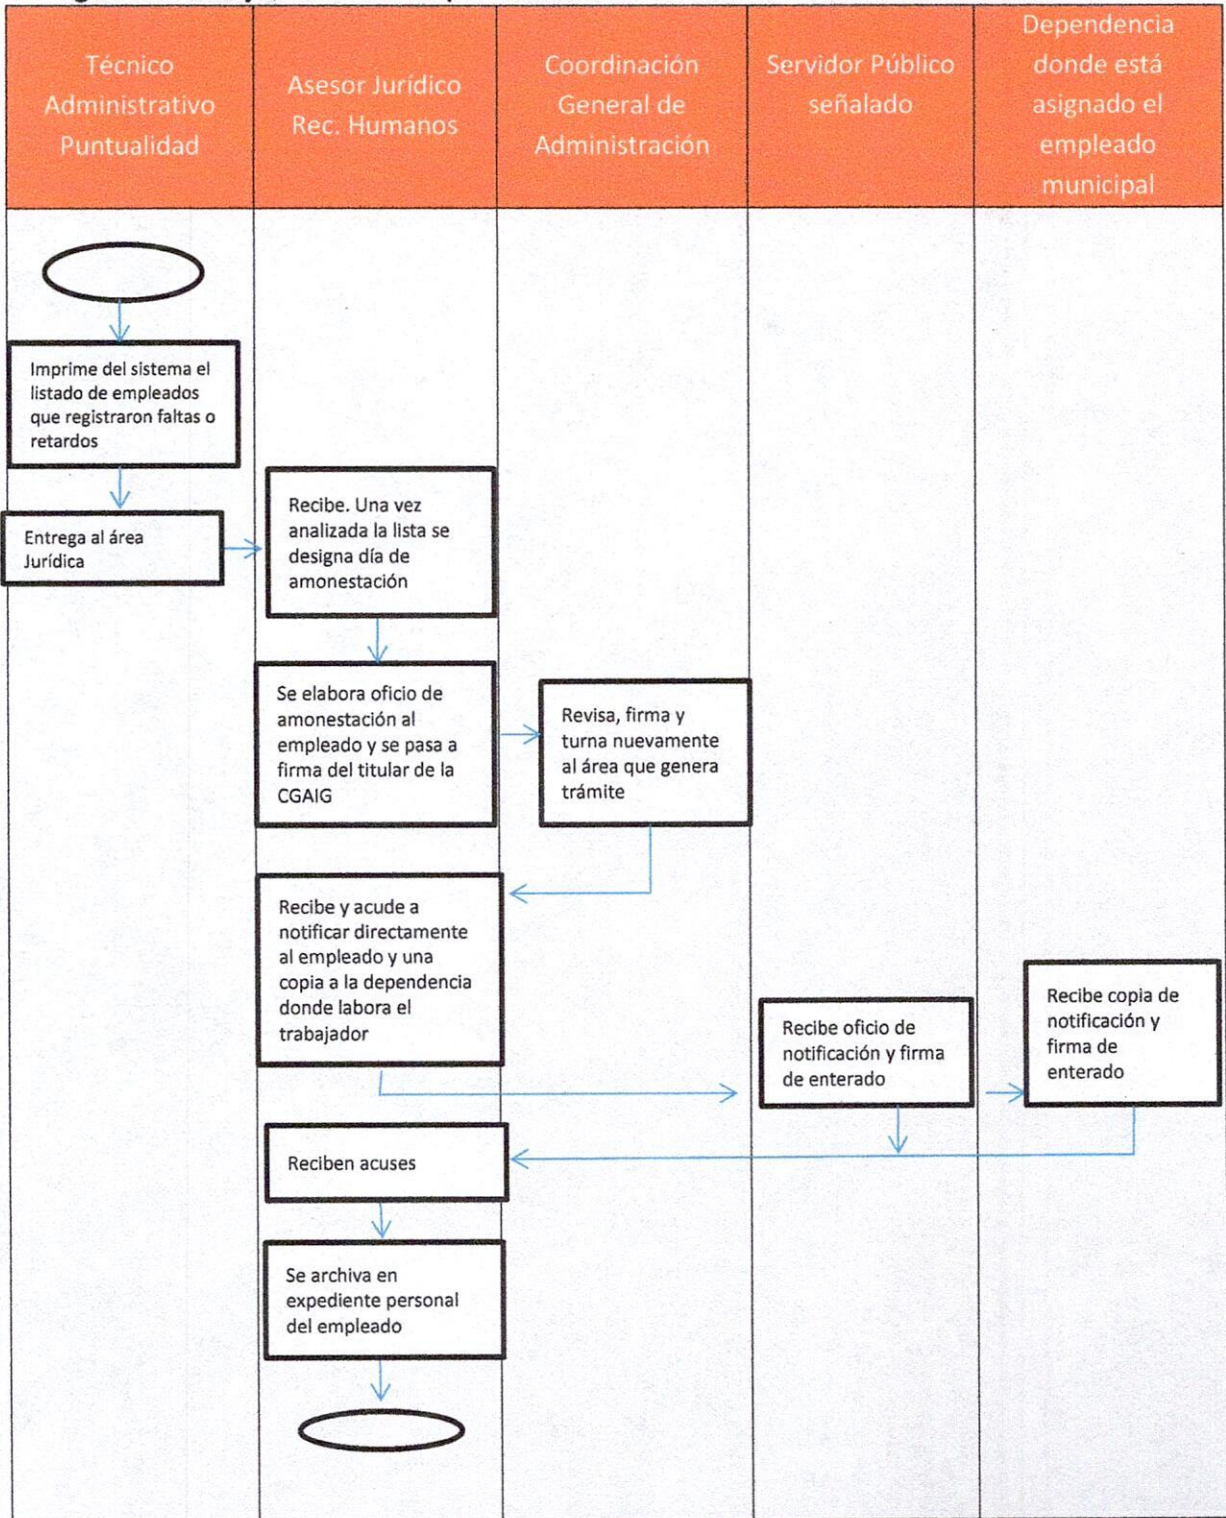 Técnico
Administrativo
Puntualidad
Asesor Jurídico
Rec. Humanos
Coordinación
General de
Administración
Servidor Público
señalado
Dependencia
donde está
asignado el
empleado
municipal
Imprime del sistema el
listado de empleados
que registraron faltas o
retardos
Entrega al área
Jurídica
Recibe. Una vez
analizada la lista se
designa día de
amonestación
Se elabora oficio de
amonestación al
empleado y se pasa a
firma del titular de la
CGAIG
Revisa, firma y
turna nuevamente
al área que genera
trámite
Recibe y acude a
notificar directamente
al empleado y una
copia a la dependencia
donde labora el
trabajador
Recibe oficio de
notificación y firma
de enterado
Recibe copia de
notificación y
firma de
enterado
Reciben acuses
Se archiva en
expediente personal
del empleado